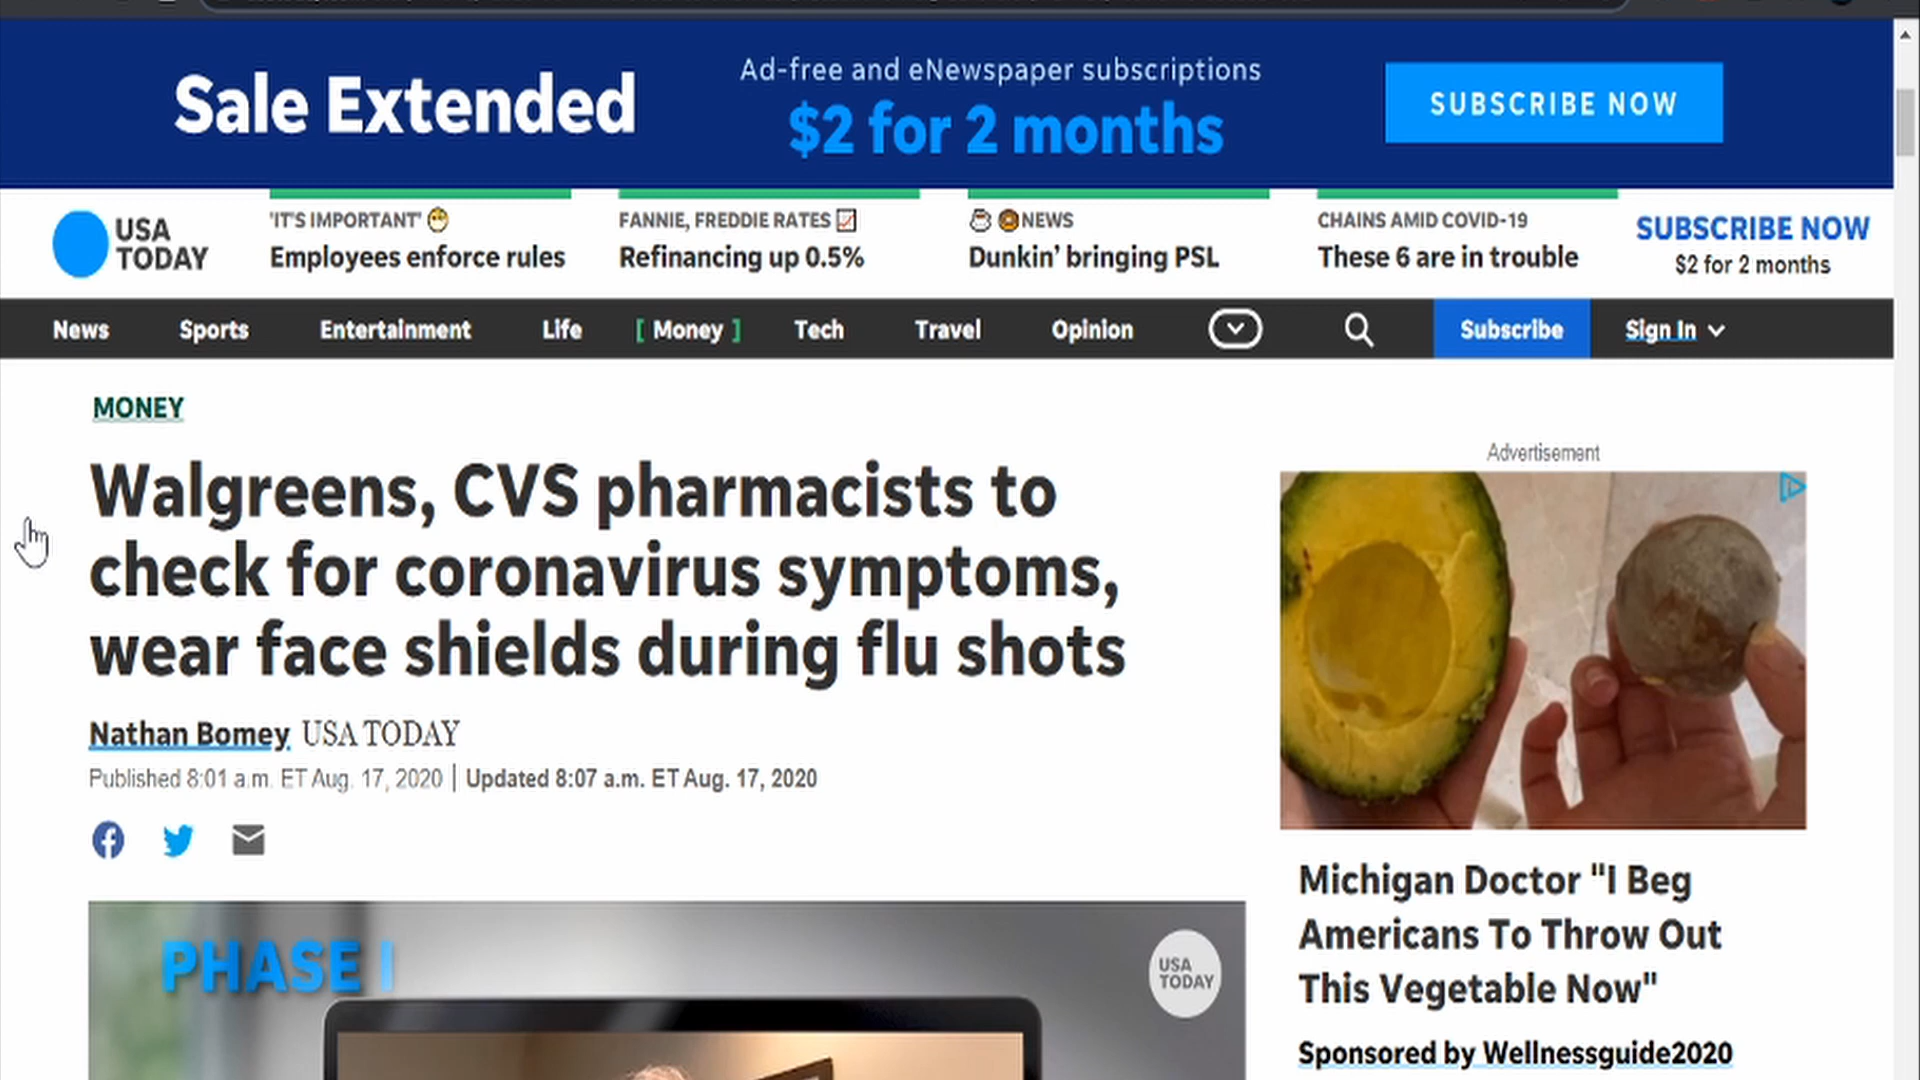 Sale Extended
Ad-free and eNewspaper subscriptions
$2 for 2 months
SUBSCRIBE NOW
USA
TODAY
'IT'S IMPORTANT' 😷
Employees enforce rules
FANNIE, FREDDIE RATES 📈
Refinancing up 0.5%
☕ 🍩NEWS
Dunkin' bringing PSL
CHAINS AMID COVID-19
These 6 are in trouble
SUBSCRIBE NOW
$2 for 2 months
News
Sports
Entertainment
Life
[ Money ]
Tech
Travel
Opinion
Subscribe
Sign In
MONEY
Walgreens, CVS pharmacists to
check for coronavirus symptoms,
wear face shields during flu shots
Nathan Bomey USA TODAY
Published 8:01 a.m. ET Aug. 17, 2020 | Updated 8:07 a.m. ET Aug. 17, 2020
PHASE I
USA
TODAY
Advertisement
Michigan Doctor "I Beg
Americans To Throw Out
This Vegetable Now"
Sponsored by Wellnessguide2020